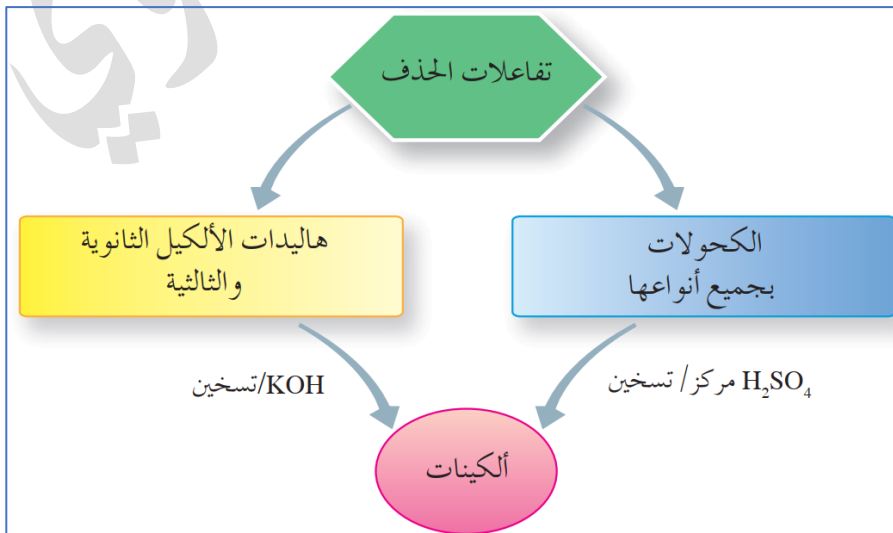 تفاعلات الحذف
الكحولات
بجميع أنواعها
هاليدات الألكيل الثانوية
والثالثية
H₂SO₄ مركز/ تسخين
KOH/تسخين
ألكينات